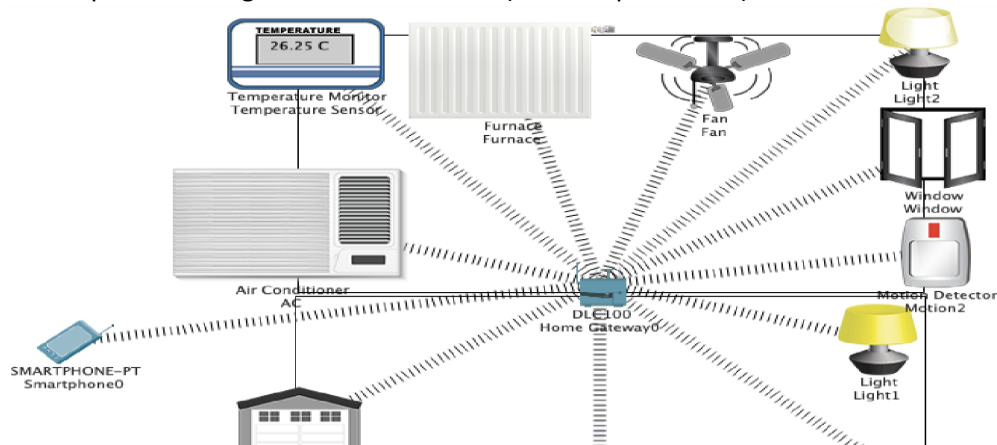 TEMPERATURE
26.25 C
Temperature Monitor
Temperature Sensor
Furnace
Furnace
Fan
Fan
Light
Light2
Window
Window
Air Conditioner
AC
DLC100
Home Gateway0
Motion Detector
Motion2
SMARTPHONE-PT
Smartphone0
Light
Light1